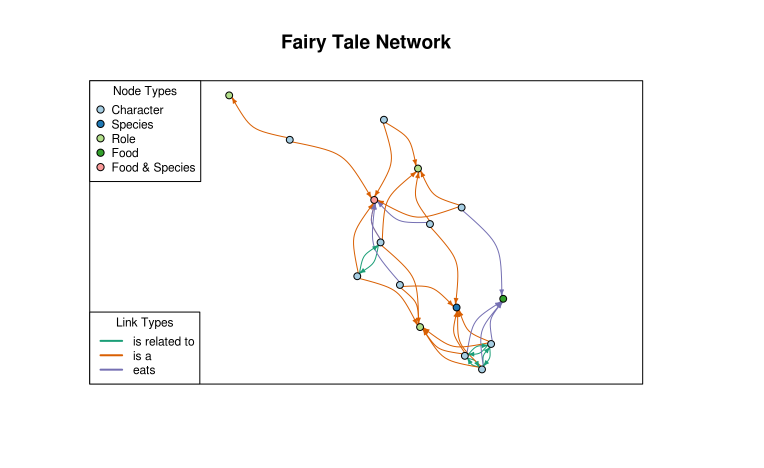 Fairy Tale Network
Node Types
Character
Species
Role
Food
Food & Species
Link Types
is related to
is a
eats